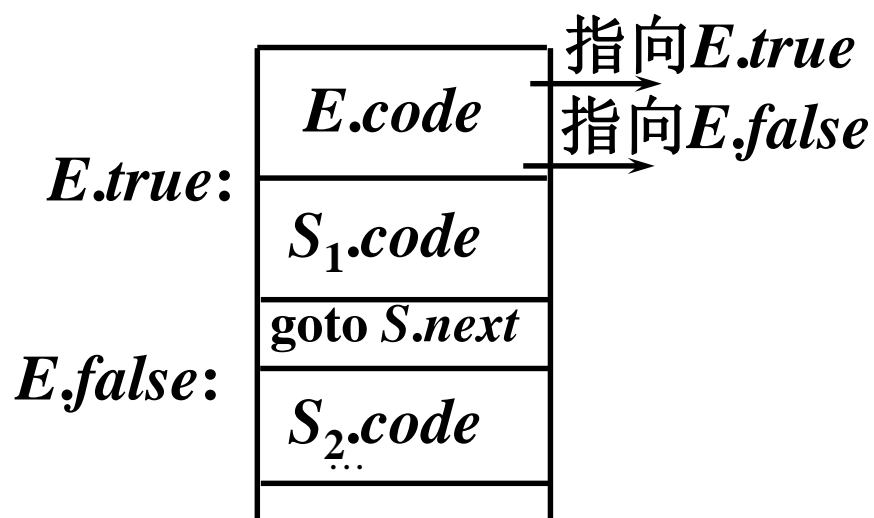 指向E.true
E.code
指向E.false
E.true:
S₁.code
goto S.next
E.false:
S₂.code
...